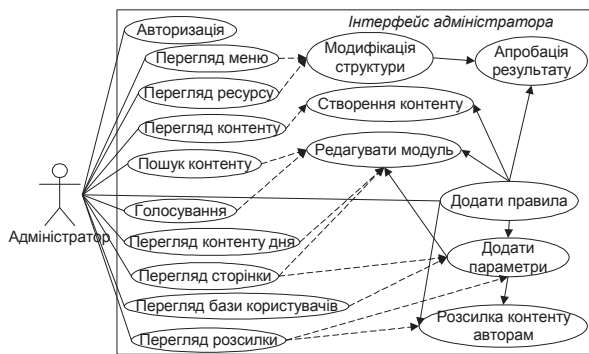 Інтерфейс адміністратора
Авторизація
Перегляд меню
Модифікація
структури
Апробація
результату
Перегляд ресурсу
Створення контенту
Перегляд контенту
Редагувати модуль
Пошук контенту
Голосування
Додати правила
Адміністратор
Перегляд контенту дня
Додати
параметри
Перегляд сторінки
Перегляд бази користувачів
Розсилка контенту
авторам
Перегляд розсилки